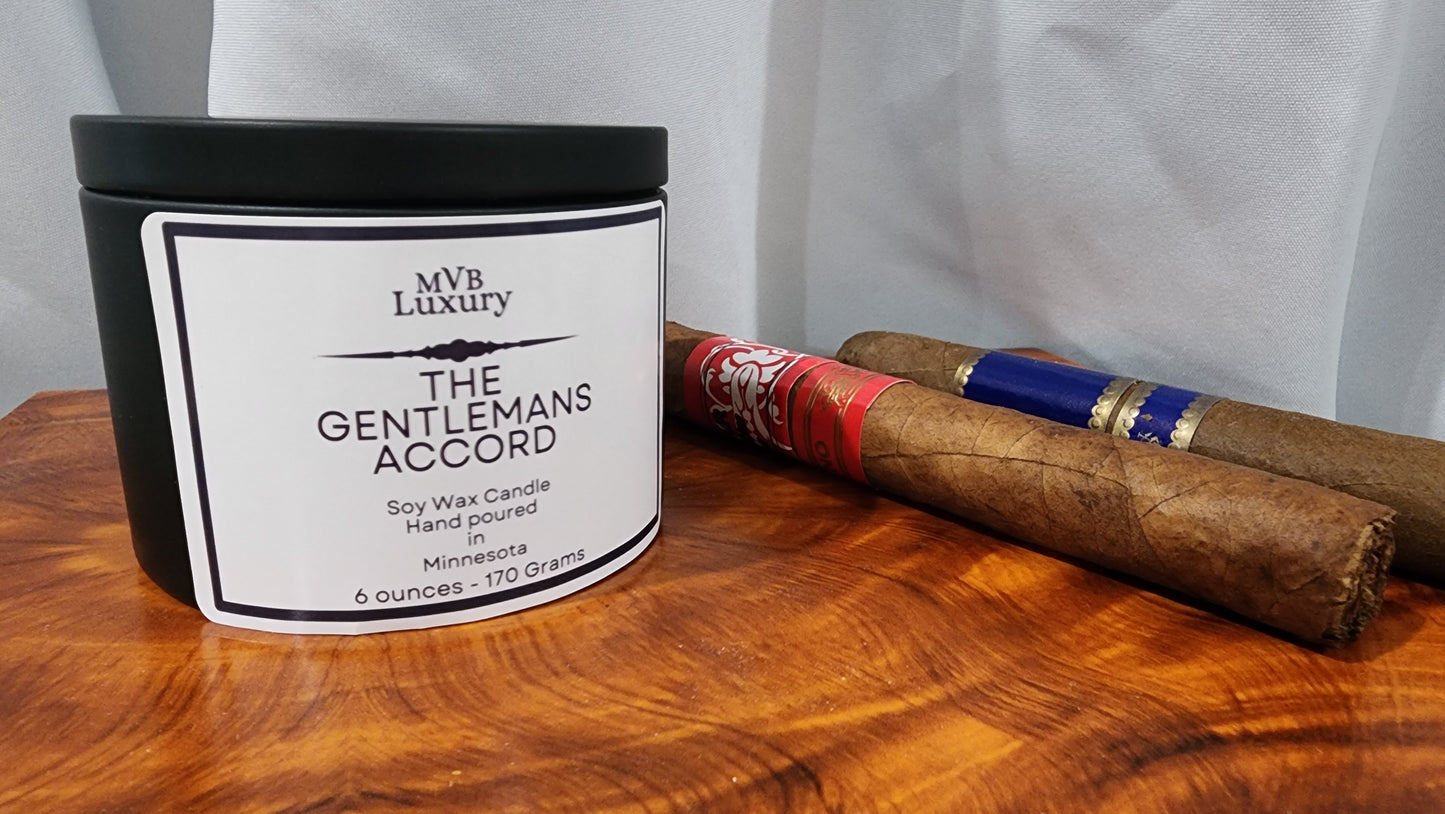 MVB
Luxury
THE
GENTLEMANS
ACCORD
Soy Wax Candle
Hand poured
in
Minnesota
6 ounces - 170 Grams